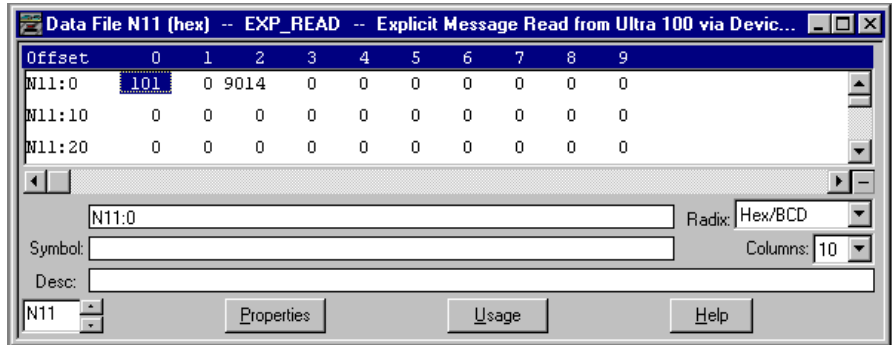 Data File N11 (hex) -- EXP_READ -- Explicit Message Read from Ultra 100 via Devic...
Offset 0 1 2 3 4 5 6 7 8 9
N11:0 101 0 9014 0 0 0 0 0 0 0
N11:10 0 0 0 0 0 0 0 0 0 0
N11:20 0 0 0 0 0 0 0 0 0 0
N11:0 Radix: Hex/BCD
Symbol: Columns: 10
Desc:
N11 Properties Usage Help